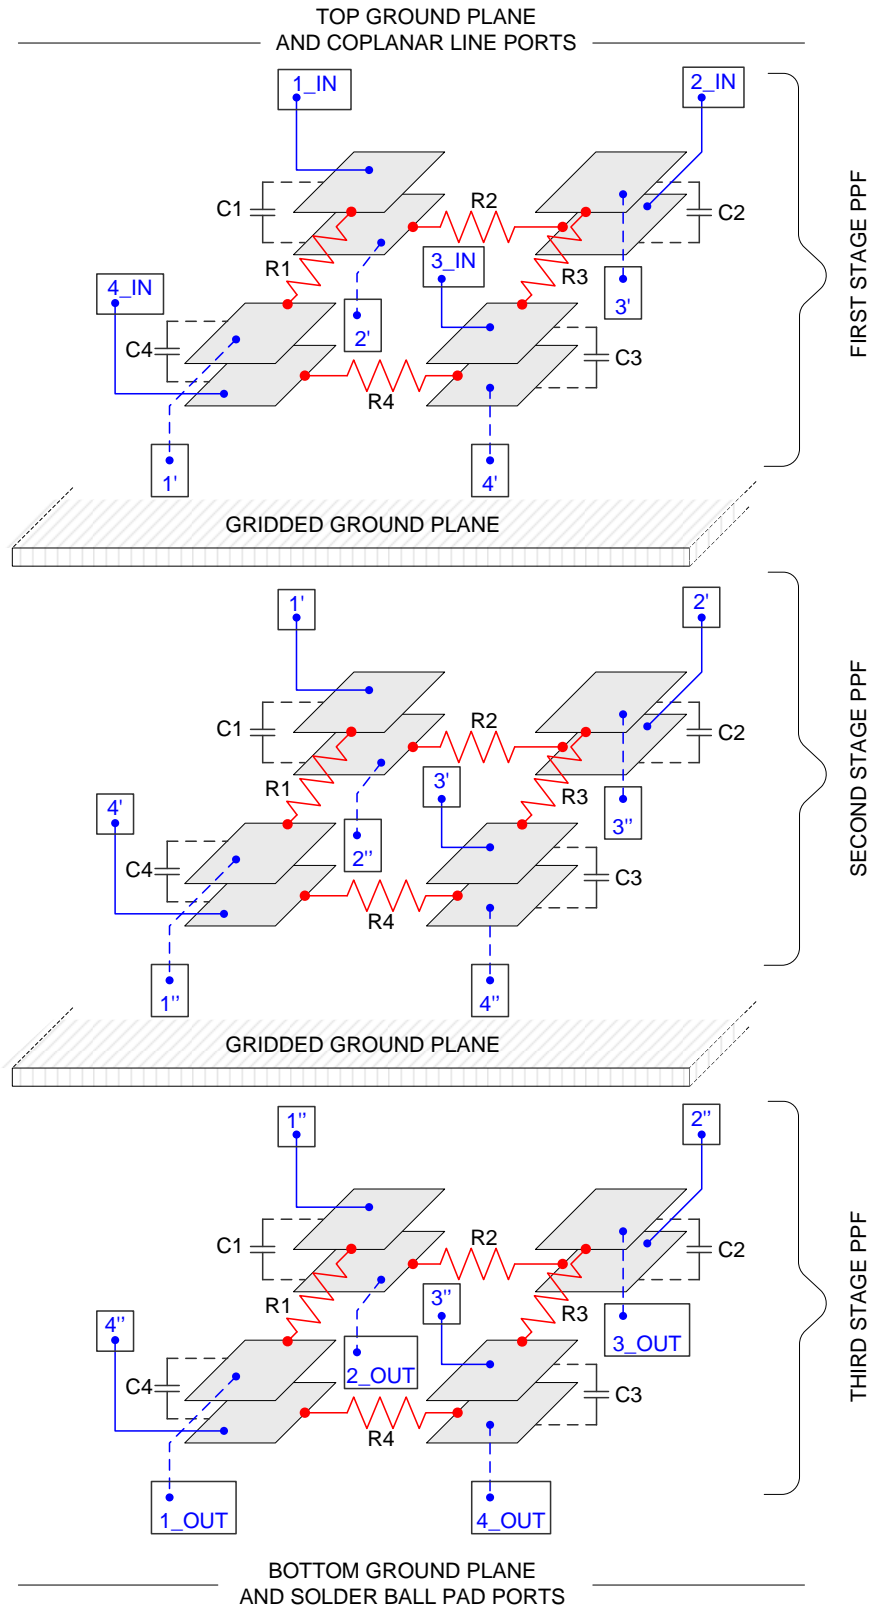 TOP GROUND PLANE
AND COPLANAR LINE PORTS
1_IN
2_IN
C1
R2
C2
R1
3_IN
R3
4_IN
3'
2'
C4
C3
R4
1'
4'
FIRST STAGE PPF
GRIDDED GROUND PLANE
1'
2'
C1
R2
C2
R1
3'
R3
4'
3''
2''
C4
C3
R4
1''
4''
SECOND STAGE PPF
GRIDDED GROUND PLANE
1''
2''
C1
R2
C2
R1
3''
R3
4''
3_OUT
2_OUT
C4
C3
R4
1_OUT
4_OUT
THIRD STAGE PPF
BOTTOM GROUND PLANE
AND SOLDER BALL PAD PORTS